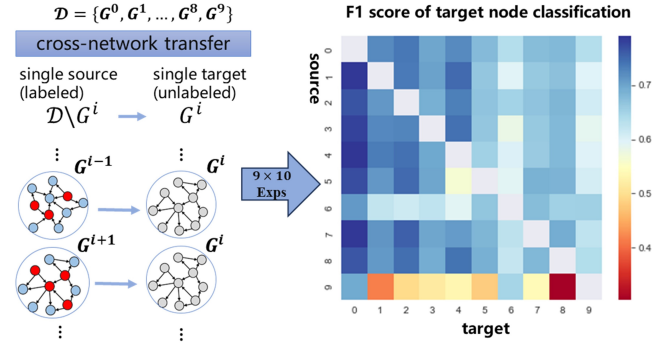 𝒟 = {G⁰, G¹, ..., G⁸, G⁹}
cross-network transfer
single source
(labeled)
single target
(unlabeled)
𝒟\Gⁱ
Gⁱ
Gⁱ⁻¹
Gⁱ
Gⁱ⁺¹
Gⁱ
9 × 10
Exps
F1 score of target node classification
source
0
1
2
3
4
5
6
7
8
9
0 1 2 3 4 5 6 7 8 9
target
0.7
0.6
0.5
0.4